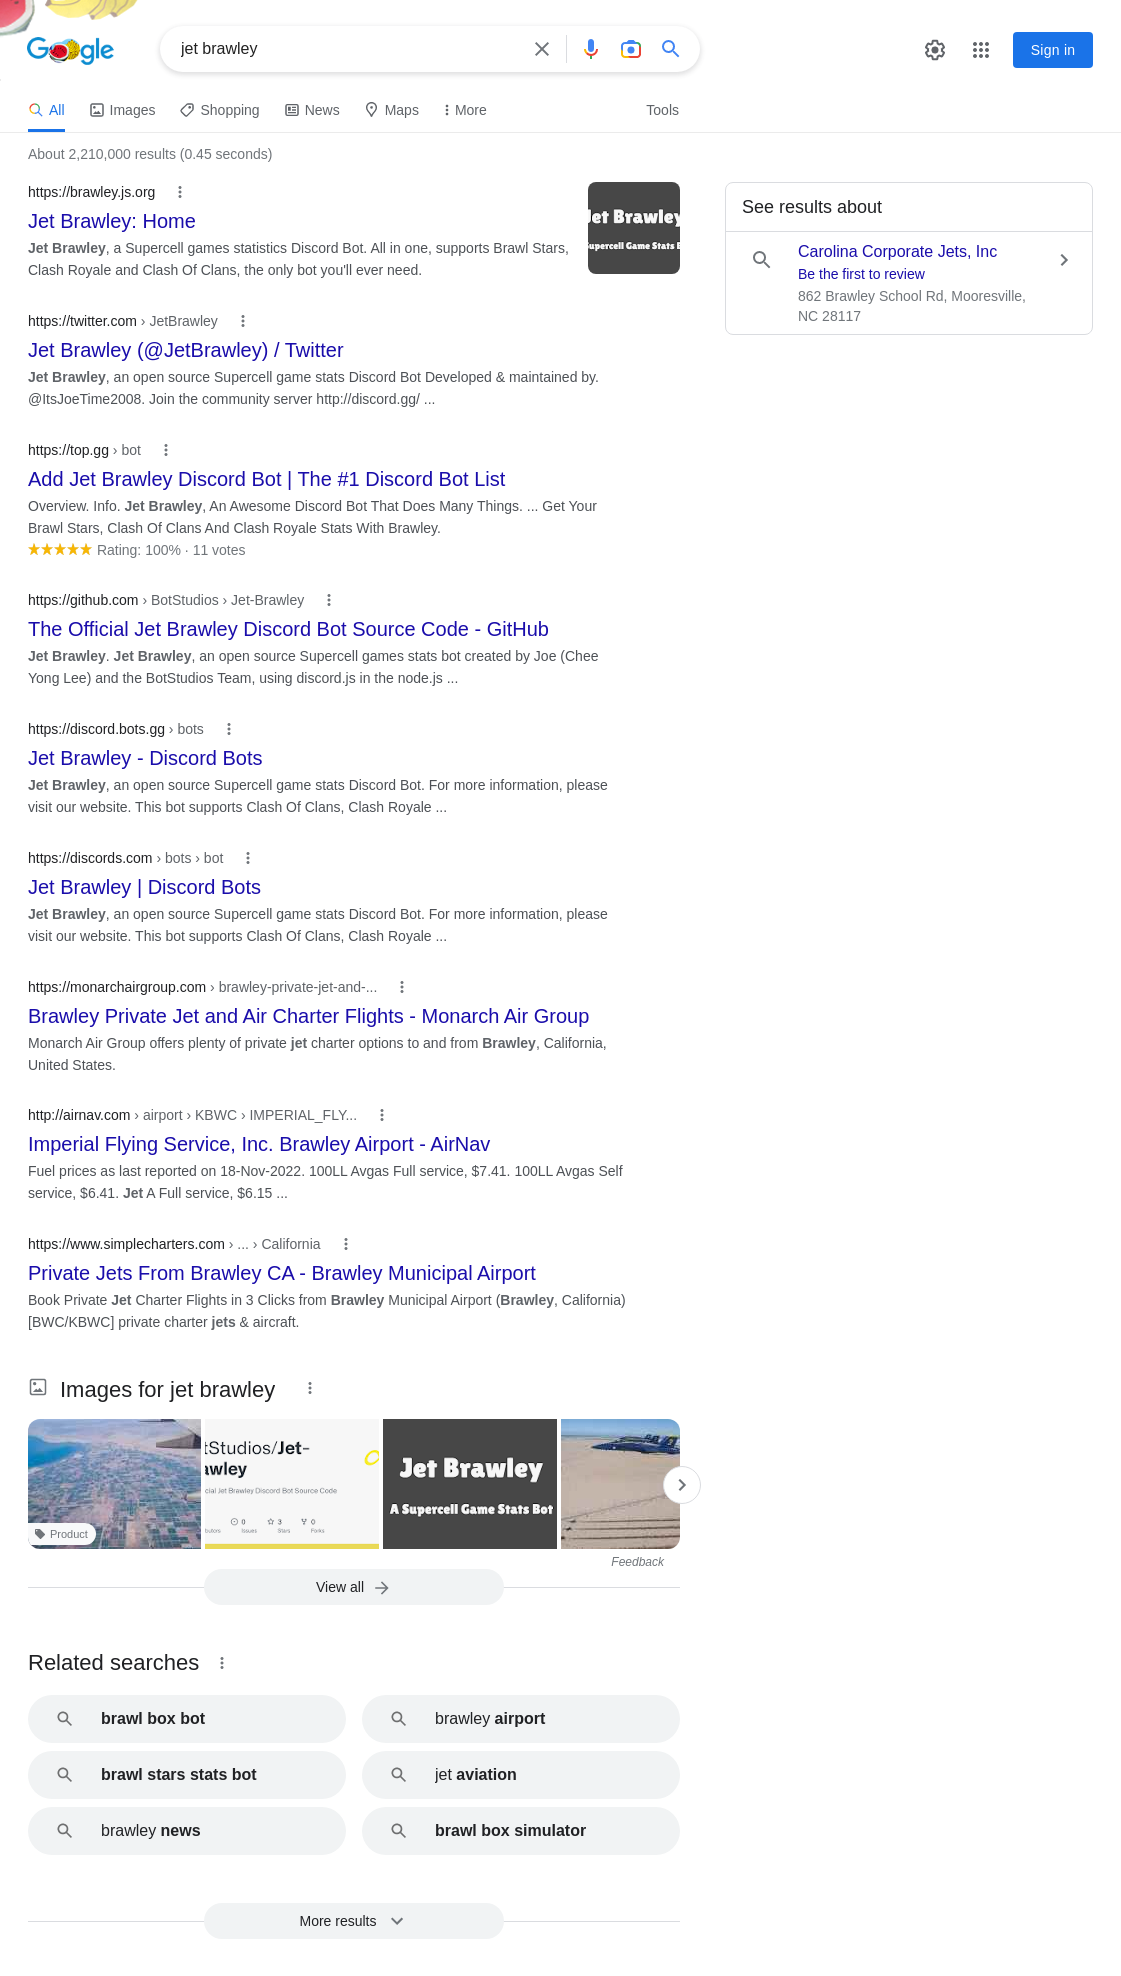 Google
jet brawley
Sign in
All
Images
Shopping
News
Maps
More
Tools
About 2,210,000 results (0.45 seconds)
https://brawley.js.org
Jet Brawley: Home
Jet Brawley, a Supercell games statistics Discord Bot. All in one, supports Brawl Stars,
Clash Royale and Clash Of Clans, the only bot you'll ever need.
Jet Brawley
Supercell Game Stats B
See results about
Carolina Corporate Jets, Inc
Be the first to review
862 Brawley School Rd, Mooresville,
NC 28117
https://twitter.com › JetBrawley
Jet Brawley (@JetBrawley) / Twitter
Jet Brawley, an open source Supercell game stats Discord Bot Developed & maintained by.
@ItsJoeTime2008. Join the community server http://discord.gg/ ...
https://top.gg › bot
Add Jet Brawley Discord Bot | The #1 Discord Bot List
Overview. Info. Jet Brawley, An Awesome Discord Bot That Does Many Things. ... Get Your
Brawl Stars, Clash Of Clans And Clash Royale Stats With Brawley.
Rating: 100% · 11 votes
https://github.com › BotStudios › Jet-Brawley
The Official Jet Brawley Discord Bot Source Code - GitHub
Jet Brawley. Jet Brawley, an open source Supercell games stats bot created by Joe (Chee
Yong Lee) and the BotStudios Team, using discord.js in the node.js ...
https://discord.bots.gg › bots
Jet Brawley - Discord Bots
Jet Brawley, an open source Supercell game stats Discord Bot. For more information, please
visit our website. This bot supports Clash Of Clans, Clash Royale ...
https://discords.com › bots › bot
Jet Brawley | Discord Bots
Jet Brawley, an open source Supercell game stats Discord Bot. For more information, please
visit our website. This bot supports Clash Of Clans, Clash Royale ...
https://monarchairgroup.com › brawley-private-jet-and-...
Brawley Private Jet and Air Charter Flights - Monarch Air Group
Monarch Air Group offers plenty of private jet charter options to and from Brawley, California,
United States.
http://airnav.com › airport › KBWC › IMPERIAL_FLY...
Imperial Flying Service, Inc. Brawley Airport - AirNav
Fuel prices as last reported on 18-Nov-2022. 100LL Avgas Full service, $7.41. 100LL Avgas Self
service, $6.41. Jet A Full service, $6.15 ...
https://www.simplecharters.com › ... › California
Private Jets From Brawley CA - Brawley Municipal Airport
Book Private Jet Charter Flights in 3 Clicks from Brawley Municipal Airport (Brawley, California)
[BWC/KBWC] private charter jets & aircraft.
Images for jet brawley
Product
tStudios/Jet-
awley
cial Jet Brawley Discord Bot Source Code
0
3
0
butors
Issues
Stars
Forks
Jet Brawley
A Supercell Game Stats Bot
Feedback
View all
Related searches
brawl box bot
brawley airport
brawl stars stats bot
jet aviation
brawley news
brawl box simulator
More results